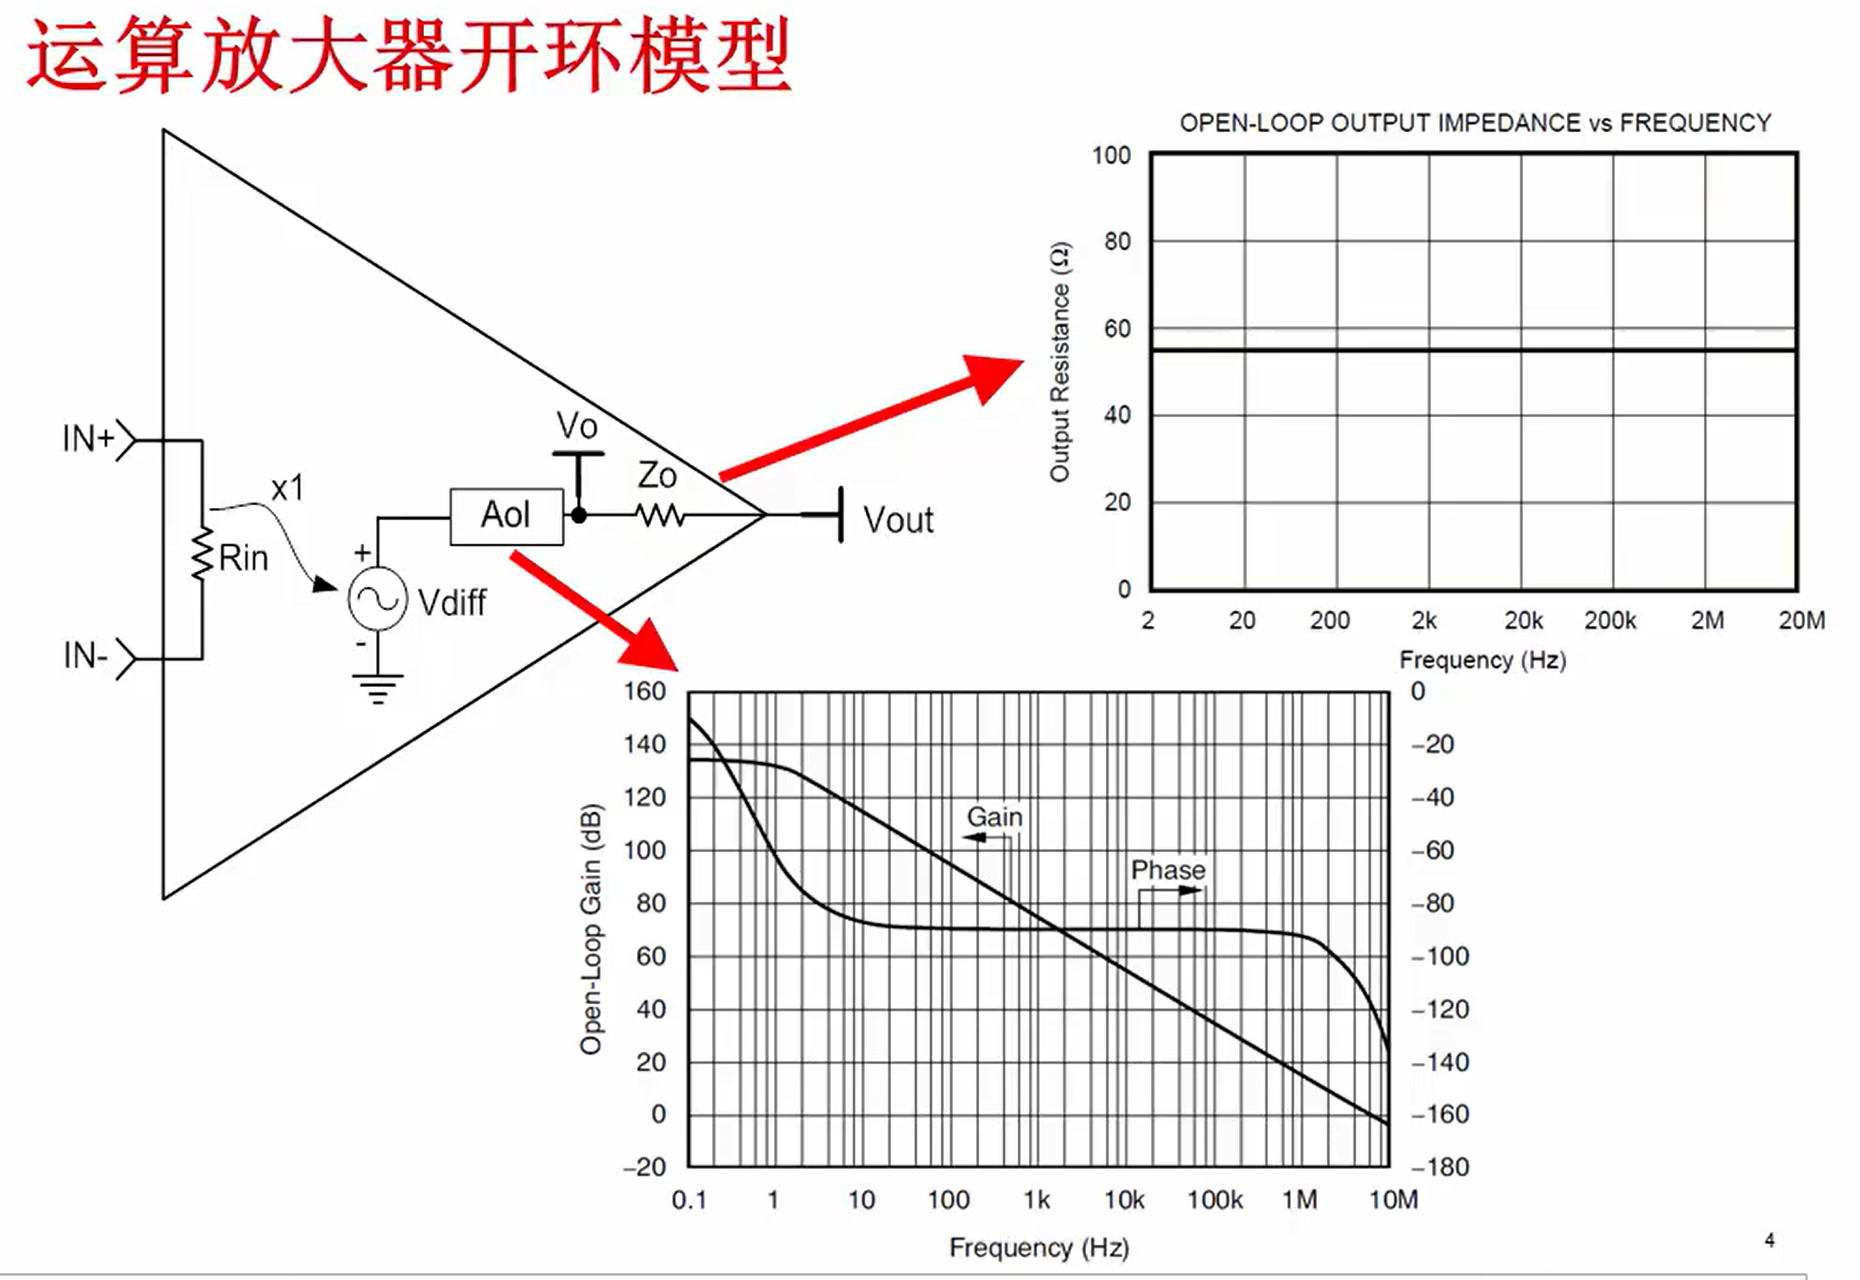 运算放大器开环模型
IN+
IN-
Rin
x1
+
-
Vdiff
Aol
Vo
Zo
Vout
OPEN-LOOP OUTPUT IMPEDANCE vs FREQUENCY
Output Resistance (Ω)
100
80
60
40
20
0
2 20 200 2k 20k 200k 2M 20M
Frequency (Hz)
Open-Loop Gain (dB)
160
140
120
100
80
60
40
20
0
–20
Gain
Phase
0
–20
–40
–60
–80
–100
–120
–140
–160
–180
0.1 1 10 100 1k 10k 100k 1M 10M
Frequency (Hz)
4